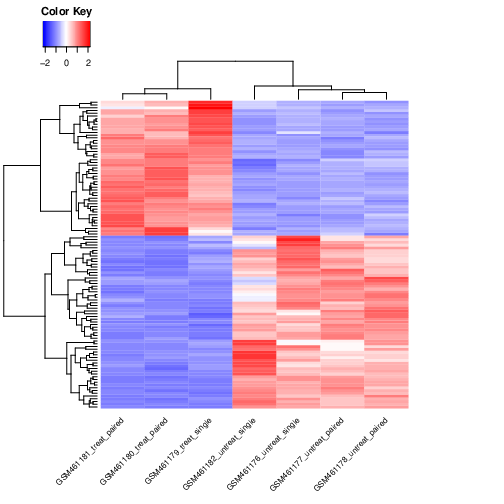 Color Key
−2 0 2
GSM461181_treat_paired
GSM461180_treat_paired
GSM461179_treat_single
GSM461182_untreat_single
GSM461176_untreat_single
GSM461177_untreat_paired
GSM461178_untreat_paired